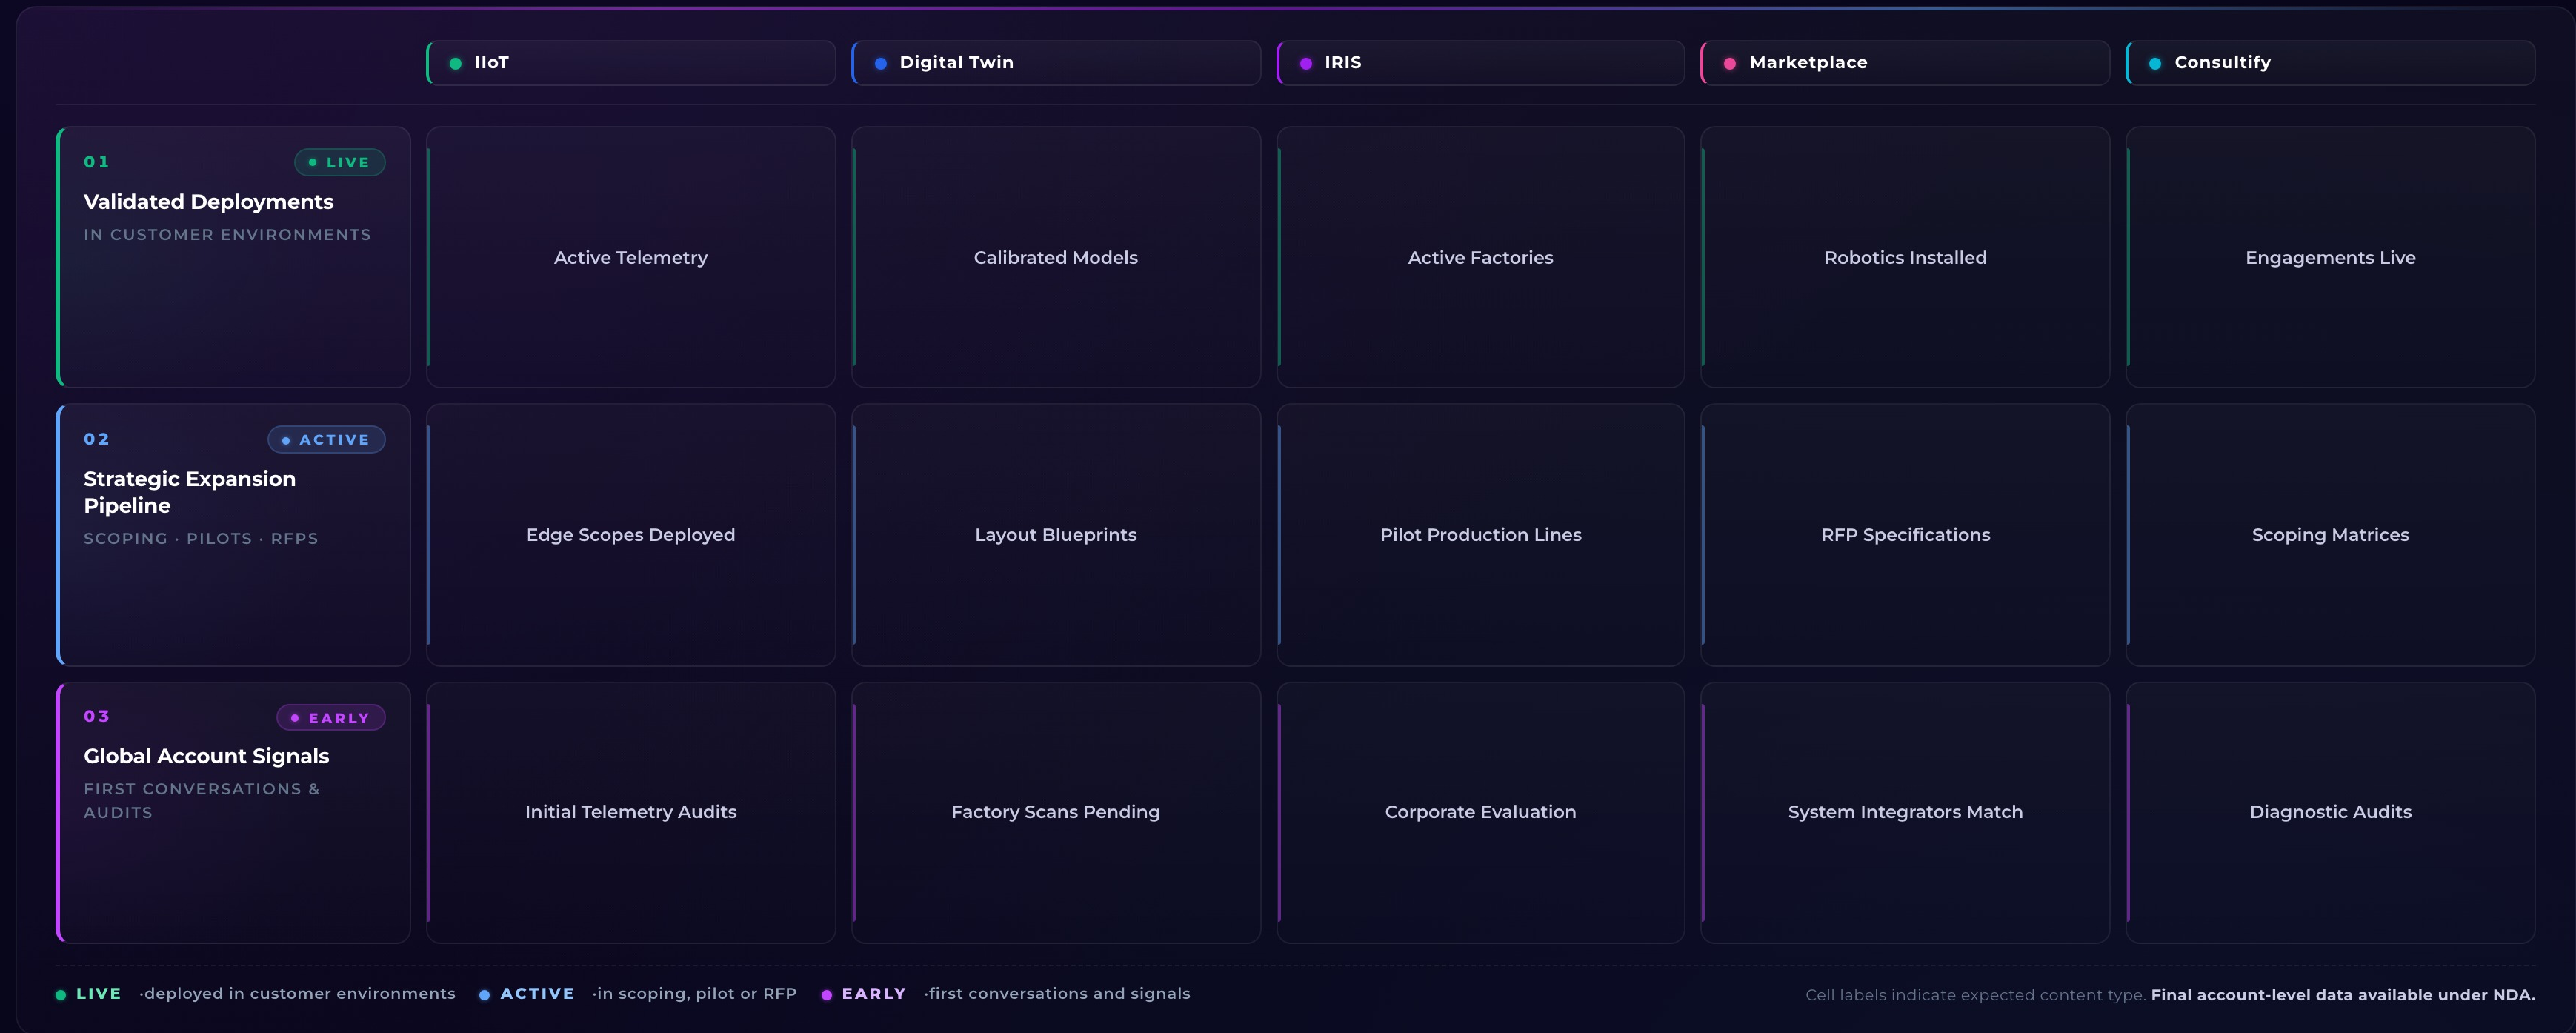 IIoT
Digital Twin
IRIS
Marketplace
Consultify
01
LIVE
Validated Deployments
IN CUSTOMER ENVIRONMENTS
Active Telemetry
Calibrated Models
Active Factories
Robotics Installed
Engagements Live
02
ACTIVE
Strategic Expansion
Pipeline
SCOPING · PILOTS · RFPS
Edge Scopes Deployed
Layout Blueprints
Pilot Production Lines
RFP Specifications
Scoping Matrices
03
EARLY
Global Account Signals
FIRST CONVERSATIONS &
AUDITS
Initial Telemetry Audits
Factory Scans Pending
Corporate Evaluation
System Integrators Match
Diagnostic Audits
LIVE ·deployed in customer environments
ACTIVE ·in scoping, pilot or RFP
EARLY ·first conversations and signals
Cell labels indicate expected content type. Final account-level data available under NDA.